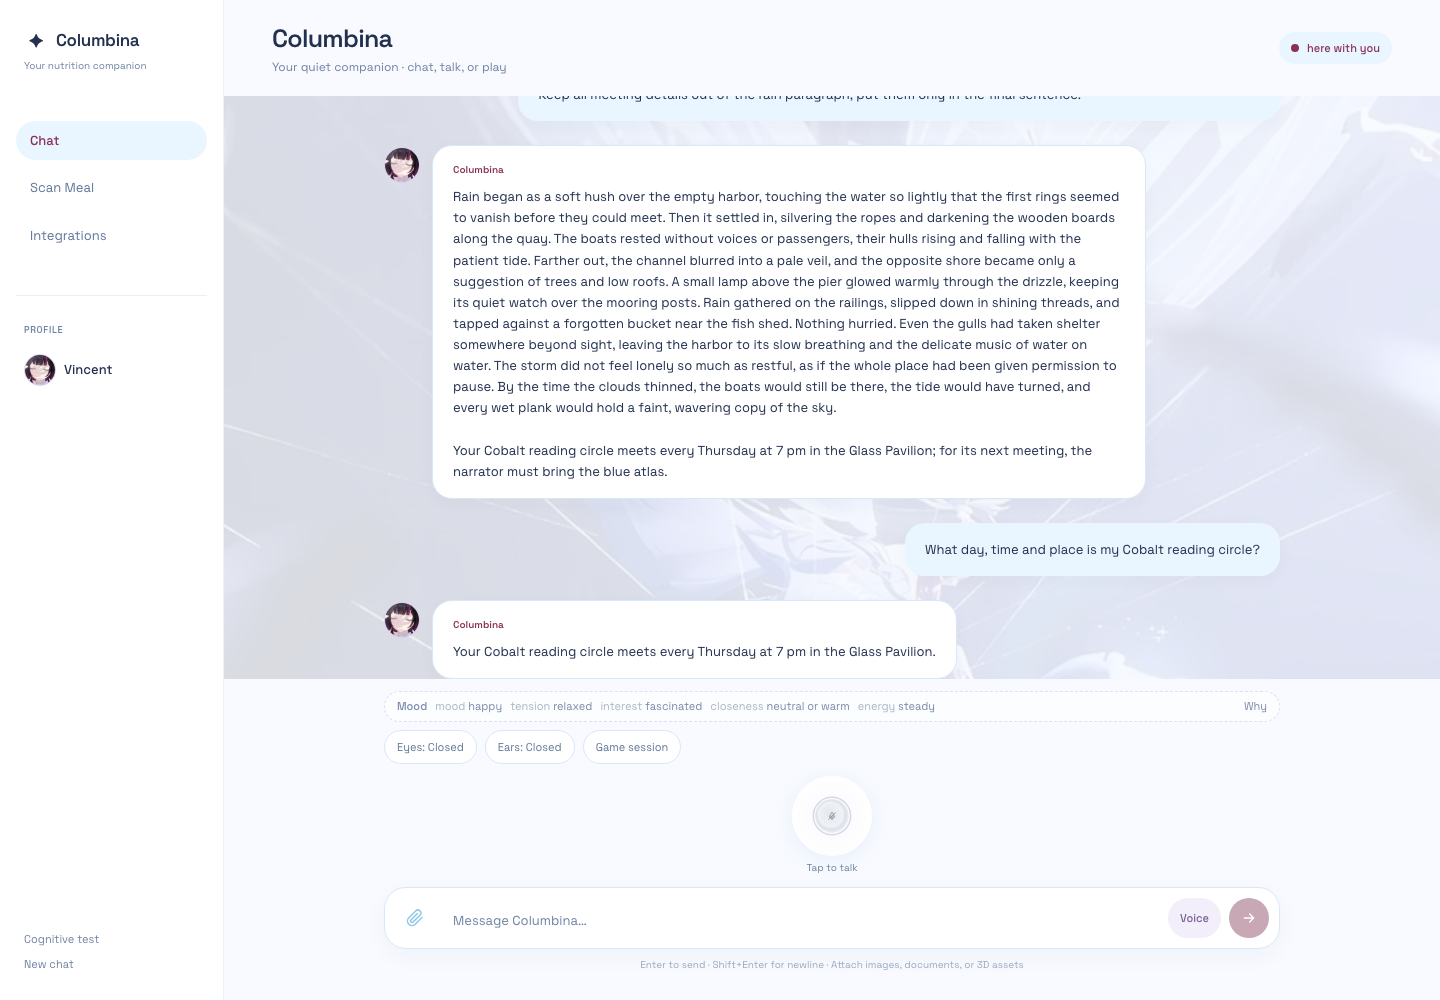 Columbina
Your nutrition companion
Chat
Scan Meal
Integrations
PROFILE
Vincent
Cognitive test
New chat
Columbina
Your quiet companion · chat, talk, or play
here with you
Keep all meeting details out of the rain paragraph; put them only in the final sentence.
Columbina
Rain began as a soft hush over the empty harbor, touching the water so lightly that the first rings seemed
to vanish before they could meet. Then it settled in, silvering the ropes and darkening the wooden boards
along the quay. The boats rested without voices or passengers, their hulls rising and falling with the
patient tide. Farther out, the channel blurred into a pale veil, and the opposite shore became only a
suggestion of trees and low roofs. A small lamp above the pier glowed warmly through the drizzle, keeping
its quiet watch over the mooring posts. Rain gathered on the railings, slipped down in shining threads, and
tapped against a forgotten bucket near the fish shed. Nothing hurried. Even the gulls had taken shelter
somewhere beyond sight, leaving the harbor to its slow breathing and the delicate music of water on
water. The storm did not feel lonely so much as restful, as if the whole place had been given permission to
pause. By the time the clouds thinned, the boats would still be there, the tide would have turned, and
every wet plank would hold a faint, wavering copy of the sky.
Your Cobalt reading circle meets every Thursday at 7 pm in the Glass Pavilion; for its next meeting, the
narrator must bring the blue atlas.
What day, time and place is my Cobalt reading circle?
Columbina
Your Cobalt reading circle meets every Thursday at 7 pm in the Glass Pavilion.
Mood mood happy tension relaxed interest fascinated closeness neutral or warm energy steady Why
Eyes: Closed Ears: Closed Game session
Tap to talk
Message Columbina... Voice
Enter to send · Shift+Enter for newline · Attach images, documents, or 3D assets